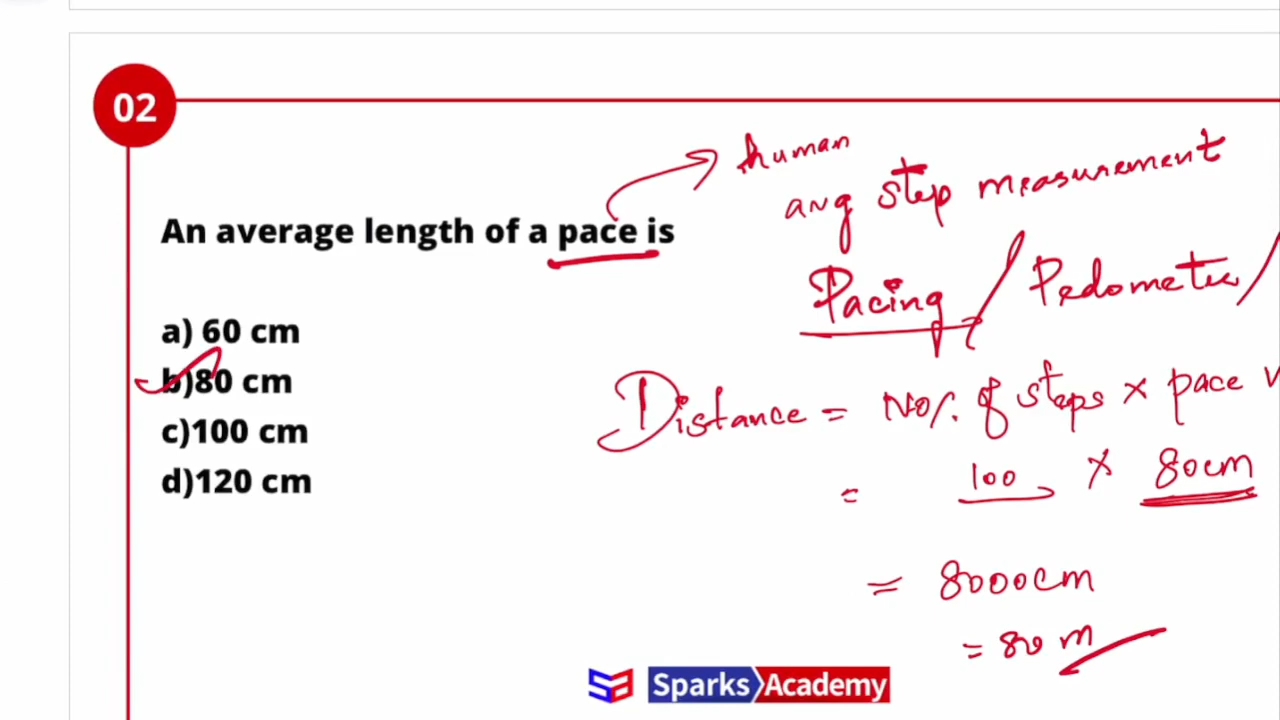 02
human
avg step measurement
An average length of a pace is
Pacing / Pedometer /
a) 60 cm
b)80 cm
c)100 cm
d)120 cm
Distance = No/. of steps × pace v
= 100 × 80cm
= 8000cm
= 80 m
Sparks Academy